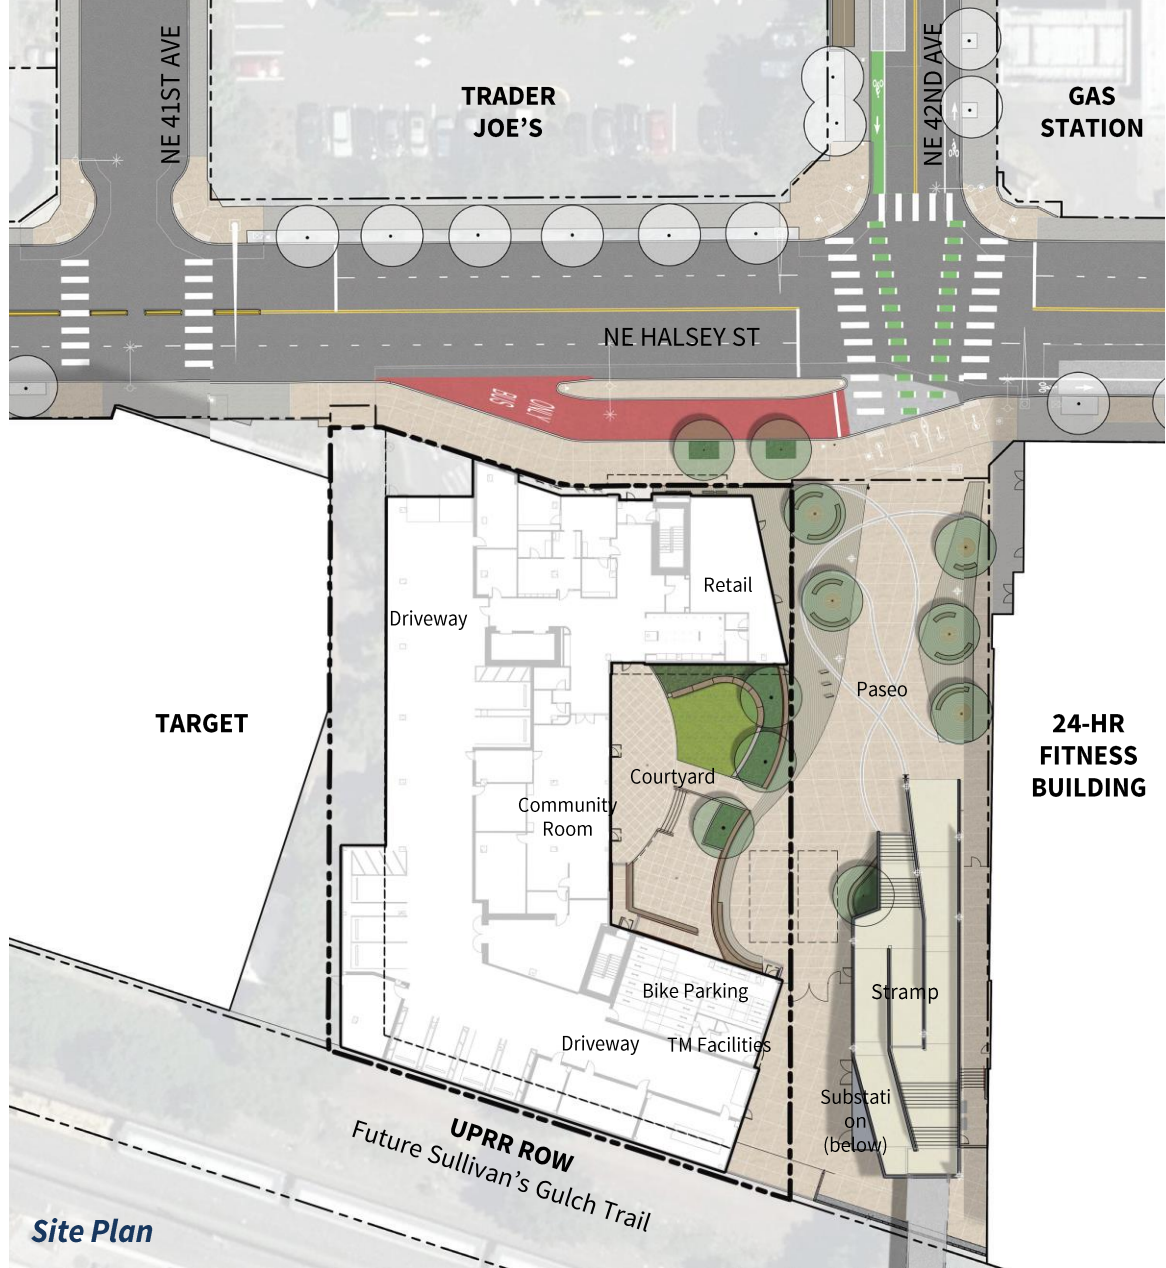 NE 41ST AVE
TRADER
JOE'S
NE 42ND AVE
GAS
STATION
NE HALSEY ST
BUS
ONLY
Retail
Driveway
Paseo
TARGET
24-HR
FITNESS
BUILDING
Courtyard
Community
Room
Bike Parking
Stramp
Driveway
TM Facilities
Substati
on
(below)
UPRR ROW
Future Sullivan's Gulch Trail
Site Plan